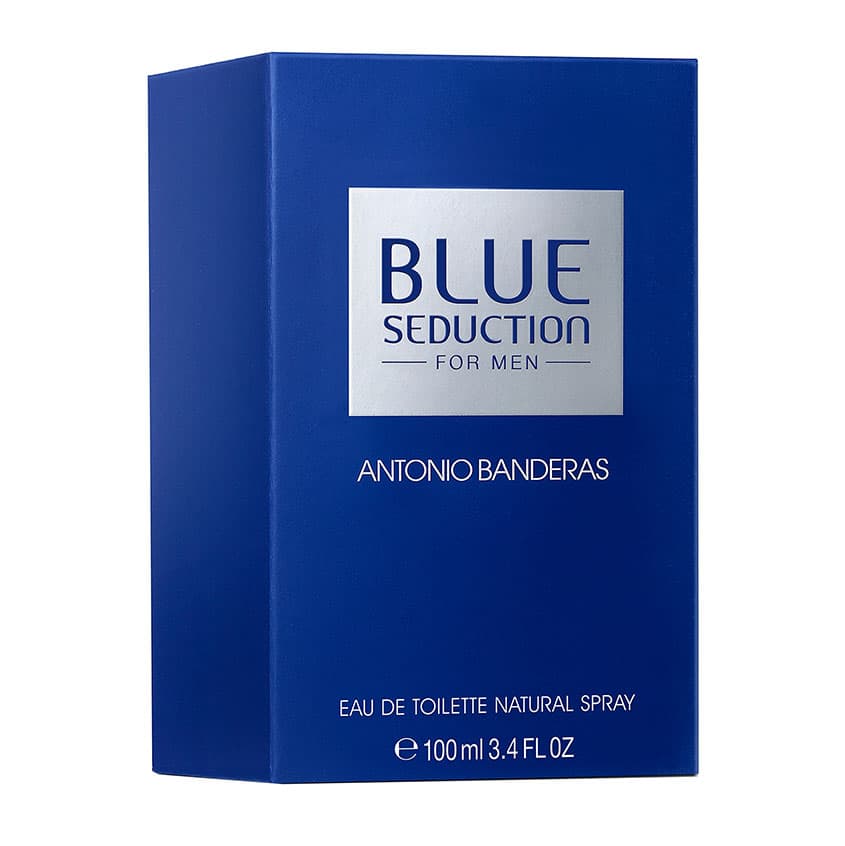 BLUE
SEDUCTION
FOR MEN
ANTONIO BANDERAS
EAU DE TOILETTE NATURAL SPRAY
℮ 100 ml 3.4 FL OZ